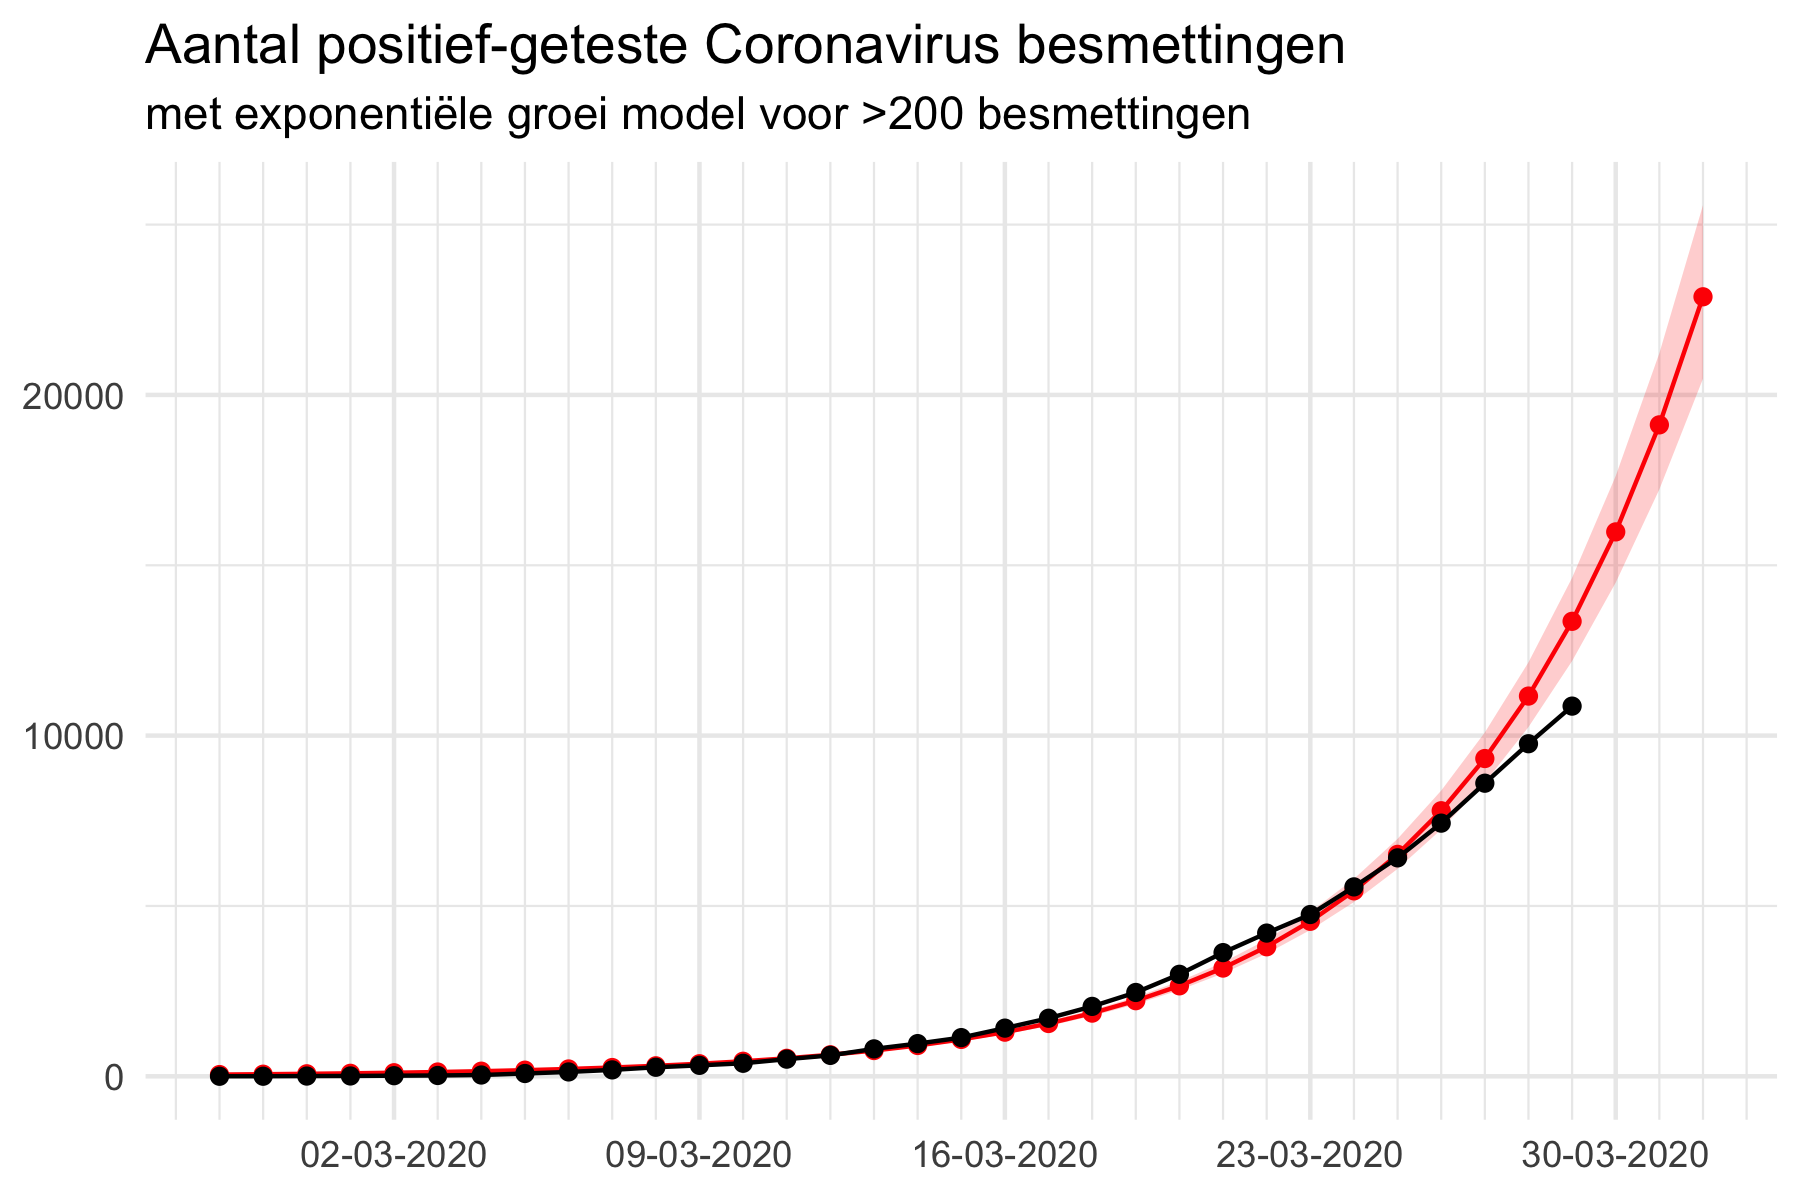 Aantal positief-geteste Coronavirus besmettingen
met exponentiële groei model voor >200 besmettingen
20000
10000
0
02-03-2020 09-03-2020 16-03-2020 23-03-2020 30-03-2020